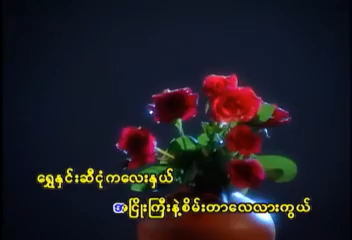 ရွှေနှင်းဆီငုံကလေးနှယ်
အငြိုးကြီးနဲ့စိမ်းတာလေလားကွယ်